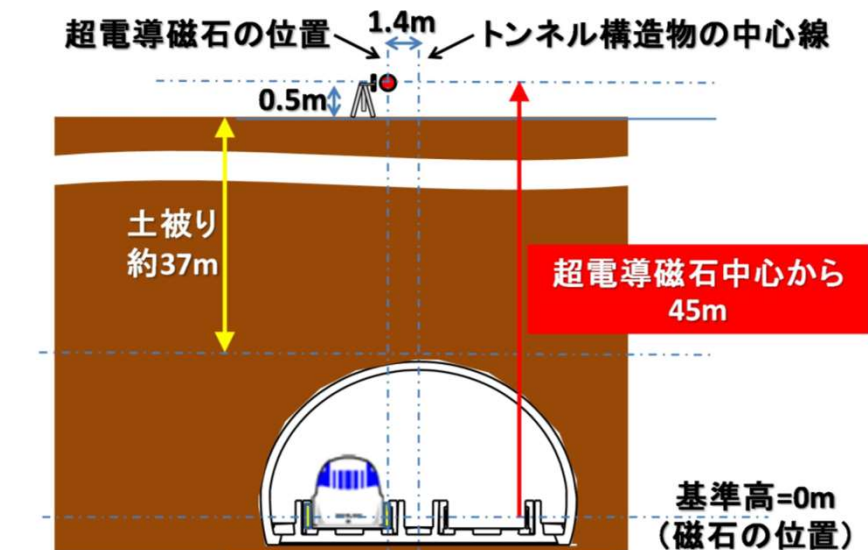 超電導磁石の位置
1.4m
トンネル構造物の中心線
0.5m
土被り
約37m
超電導磁石中心から
45m
基準高=0m
（磁石の位置）